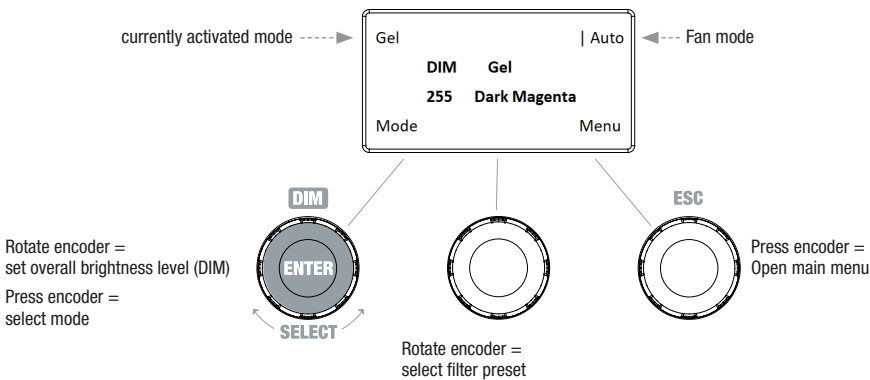 currently activated mode
Gel
| Auto
Fan mode
DIM Gel
255 Dark Magenta
Mode
Menu
DIM
ESC
Rotate encoder =
set overall brightness level (DIM)
Press encoder =
select mode
ENTER
SELECT
Press encoder =
Open main menu
Rotate encoder =
select filter preset